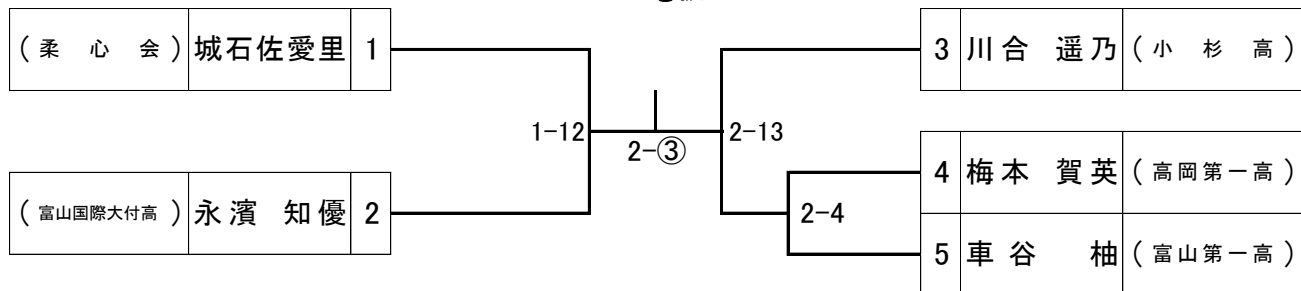 (柔心会) 城石佐愛里 1
(富山国際大付高) 永濱 知優 2
1-12
2-③
2-13
2-4
3 川合 遥乃 (小杉高)
4 梅本 賀英 (高岡第一高)
5 車谷 柚 (富山第一高)